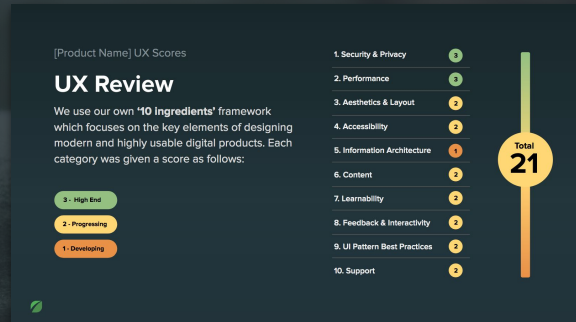 [Product Name] UX Scores
UX Review
We use our own ‘10 ingredients’ framework
which focuses on the key elements of designing
modern and highly usable digital products. Each
category was given a score as follows:
3 - High End
2 - Progressing
1 - Developing
1. Security & Privacy 3
2. Performance 3
3. Aesthetics & Layout 2
4. Accessibility 2
5. Information Architecture 1
6. Content 2
7. Learnability 2
8. Feedback & Interactivity 2
9. UI Pattern Best Practices 2
10. Support 2
Total
21